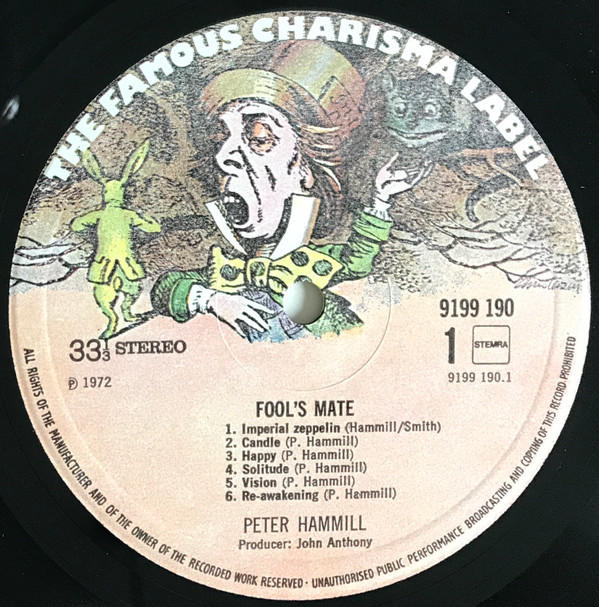 THE FAMOUS CHARISMA LABEL
9199 190
33⅓ STEREO
1
STEMRA
℗ 1972
9199 190.1
FOOL'S MATE
1. Imperial zeppelin (Hammill/Smith)
2. Candle (P. Hammill)
3. Happy (P. Hammill)
4. Solitude (P. Hammill)
5. Vision (P. Hammill)
6. Re-awakening (P. Hammill)
PETER HAMMILL
Producer: John Anthony
ALL RIGHTS OF THE MANUFACTURER AND OF THE OWNER OF THE RECORDED WORK RESERVED · UNAUTHORISED PUBLIC PERFORMANCE BROADCASTING AND COPYING OF THIS RECORD PROHIBITED